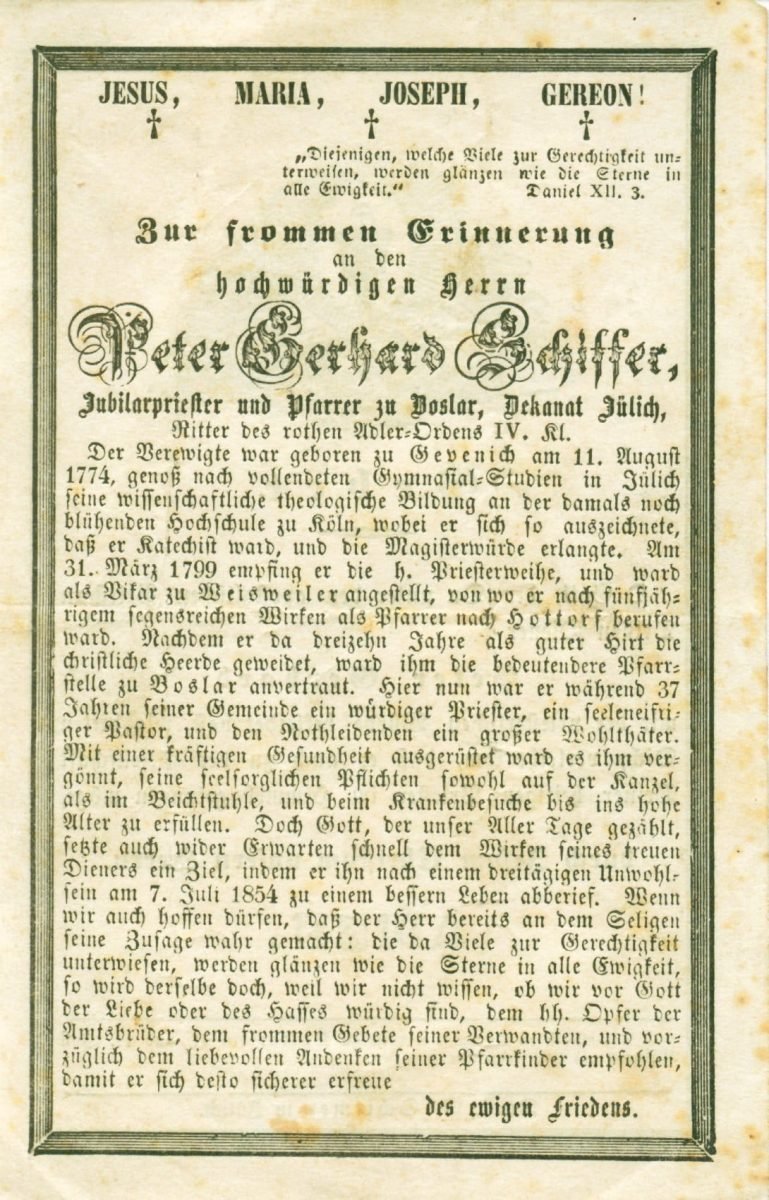 JESUS, MARIA, JOSEPH, GEREON!
† † †
„Diejenigen, welche Viele zur Gerechtigkeit un-
terweisen, werden glänzen wie die Sterne in
alle Ewigkeit.“ Daniel XII. 3.
Zur frommen Erinnerung
an den
hochwürdigen Herrn
Peter Gerhard Schiffer,
Jubilarpriester und Pfarrer zu Boslar, Dekanat Jülich,
Ritter des rothen Adler-Ordens IV. Kl.
Der Verewigte war geboren zu Gevenich am 11. August
1774, genoß nach vollendeten Gymnasial-Studien in Jülich
seine wissenschaftliche theologische Bildung an der damals noch
blühenden Hochschule zu Köln, wobei er sich so auszeichnete,
daß er Katechist ward, und die Magisterwürde erlangte. Am
31. März 1799 empfing er die h. Priesterweihe, und ward
als Vikar zu Weisweiler angestellt, von wo er nach fünfjäh-
rigem segensreichen Wirken als Pfarrer nach Hottorf berufen
ward. Nachdem er da dreizehn Jahre als guter Hirt die
christliche Heerde geweidet, ward ihm die bedeutendere Pfarr-
stelle zu Boslar anvertraut. Hier nun war er während 37
Jahren seiner Gemeinde ein würdiger Priester, ein seeleneifri-
ger Pastor, und den Nothleidenden ein großer Wohlthäter.
Mit einer kräftigen Gesundheit ausgerüstet ward es ihm ver-
gönnt, seine seelsorglichen Pflichten sowohl auf der Kanzel,
als im Beichtstuhle, und beim Krankenbesuche bis ins hohe
Alter zu erfüllen. Doch Gott, der unser Aller Tage gezählt,
setzte auch wider Erwarten schnell dem Wirken seines treuen
Dieners ein Ziel, indem er ihn nach einem dreitägigen Unwohl-
sein am 7. Juli 1854 zu einem bessern Leben abberief. Wenn
wir auch hoffen dürfen, daß der Herr bereits an dem Seligen
seine Zusage wahr gemacht: die da Viele zur Gerechtigkeit
unterwiesen, werden glänzen wie die Sterne in alle Ewigkeit,
so wird derselbe doch, weil wir nicht wissen, ob wir vor Gott
der Liebe oder des Hasses würdig sind, dem hh. Opfer der
Amtsbrüder, dem frommen Gebete seiner Verwandten, und vor-
züglich dem liebevollen Andenken seiner Pfarrkinder empfohlen,
damit er sich desto sicherer erfreue
des ewigen Friedens.